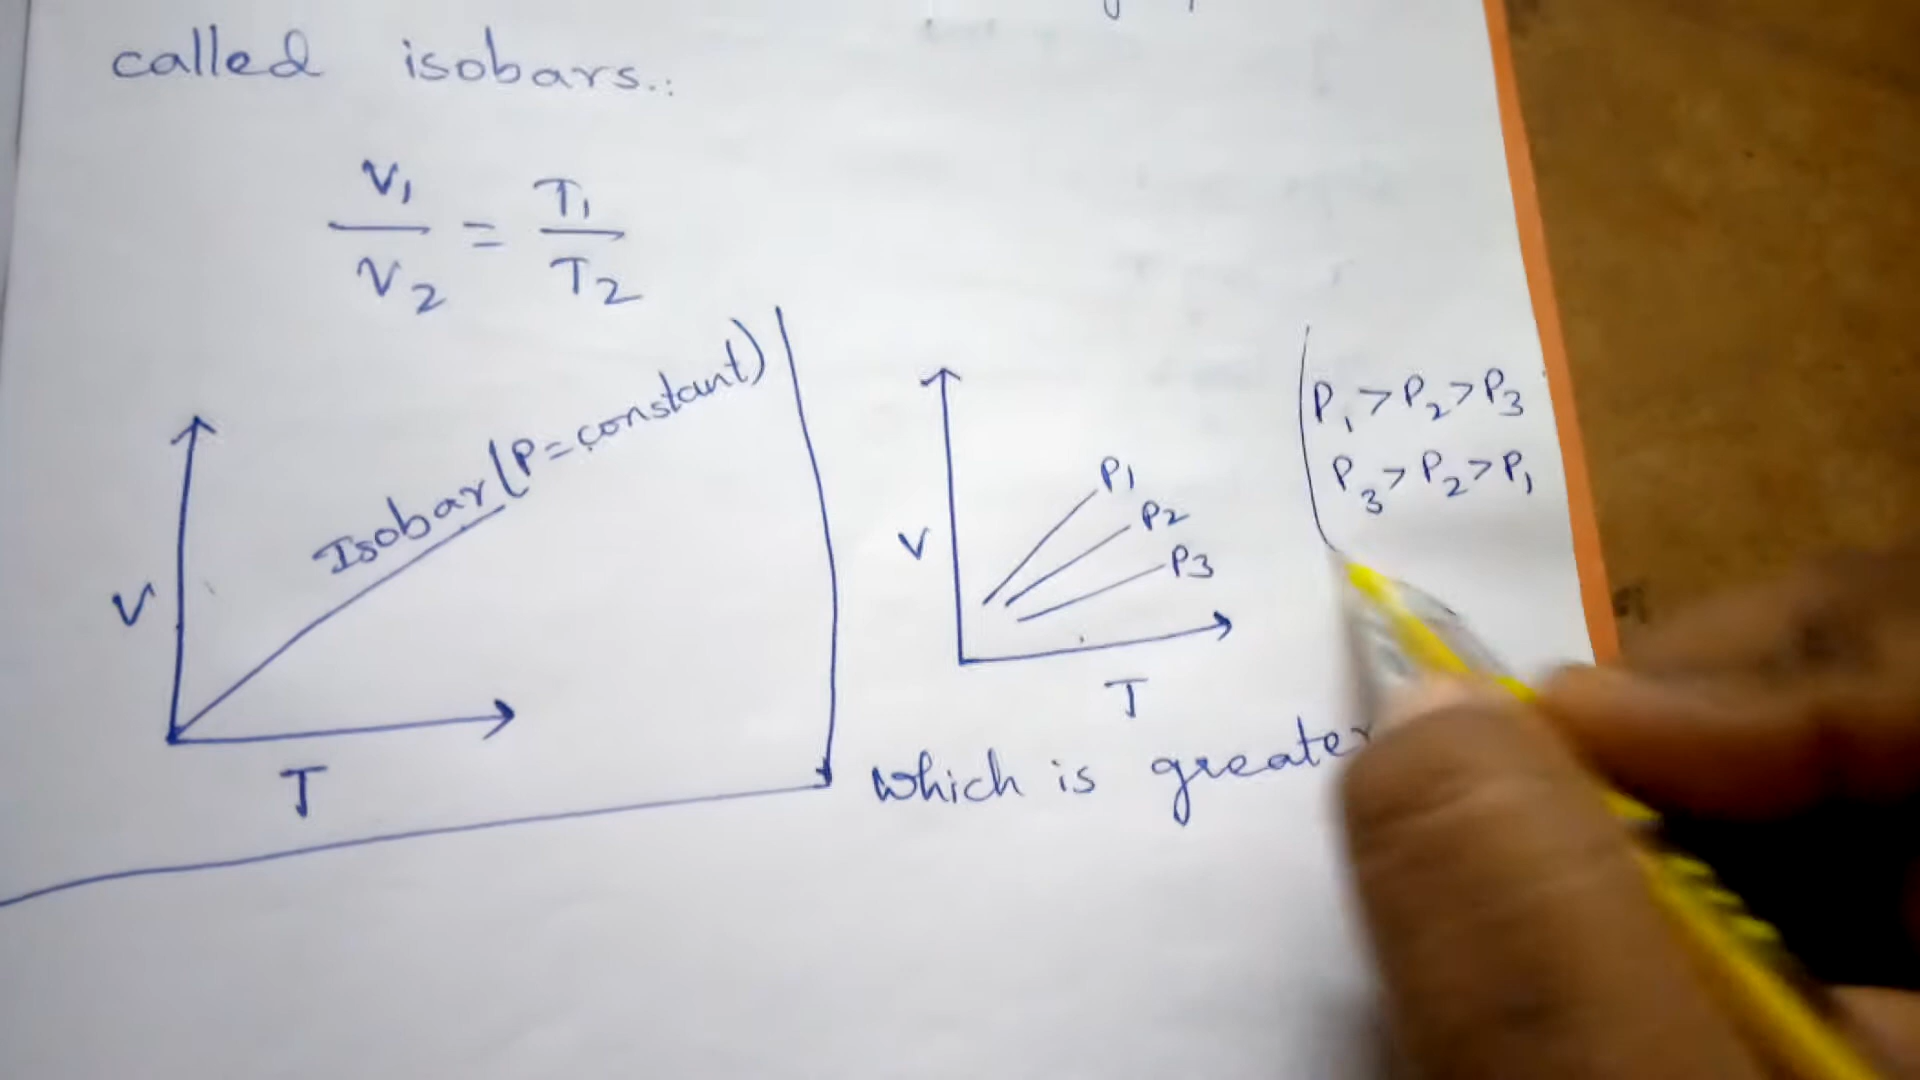 called isobars..
V1/V2 = T1/T2
Isobar (P=constant)
V
T
P1
P2
P3
V
T
P1 > P2 > P3
P3 > P2 > P1
which is greater